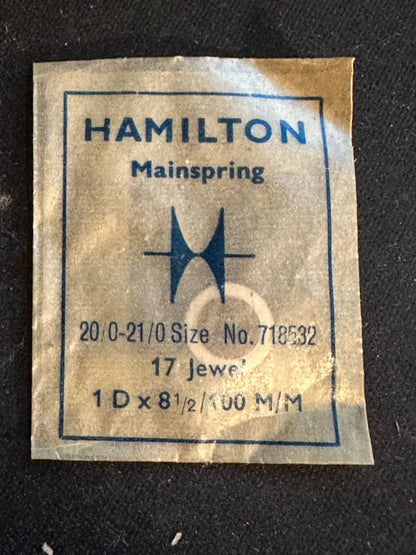 HAMILTON
Mainspring
20/0-21/0 Size No. 718532
17 Jewel
1 D x 8 1/2/100 M/M